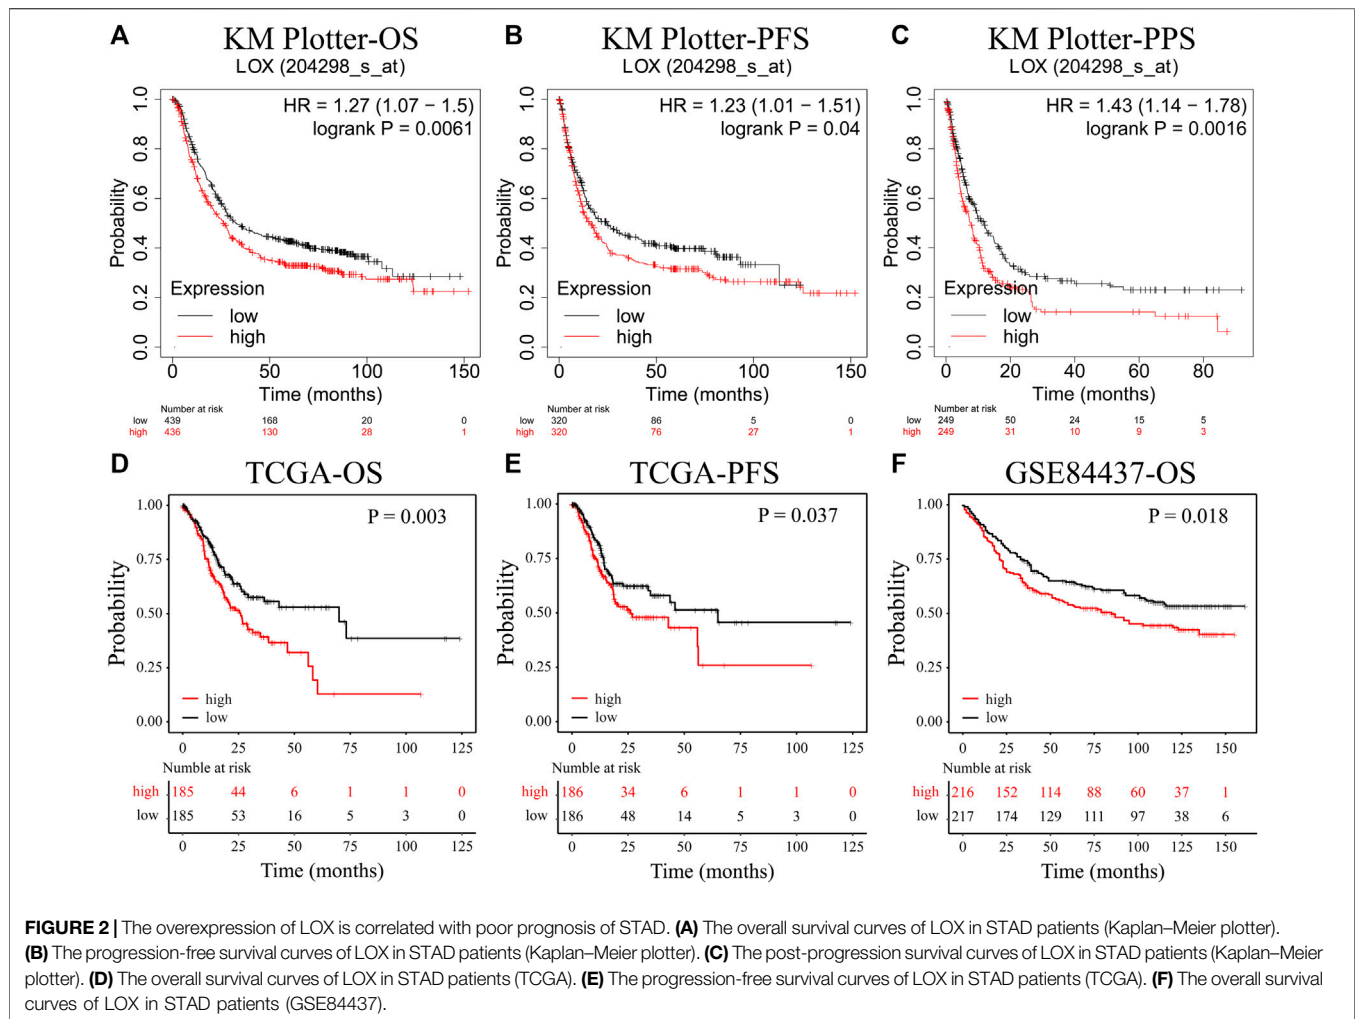 A
KM Plotter-OS
LOX (204298_s_at)
HR = 1.27 (1.07 − 1.5)
logrank P = 0.0061
Probability
1.0
0.8
0.6
0.4
0.2
0.0
Expression
low
high
0 50 100 150
Time (months)
Number at risk
low 439 168 20 0
high 436 130 28 1
B
KM Plotter-PFS
LOX (204298_s_at)
HR = 1.23 (1.01 − 1.51)
logrank P = 0.04
Probability
1.0
0.8
0.6
0.4
0.2
0.0
Expression
low
high
0 50 100 150
Time (months)
Number at risk
low 320 86 5 0
high 320 76 27 1
C
KM Plotter-PPS
LOX (204298_s_at)
HR = 1.43 (1.14 − 1.78)
logrank P = 0.0016
Probability
1.0
0.8
0.6
0.4
0.2
0.0
Expression
low
high
0 20 40 60 80
Time (months)
Number at risk
low 249 50 24 15 5
high 249 31 10 9 3
D
TCGA-OS
P = 0.003
Probability
1.00
0.75
0.50
0.25
0.00
high
low
0 25 50 75 100 125
Numble at risk
high 185 44 6 1 1 0
low 185 53 16 5 3 0
0 25 50 75 100 125
Time (months)
E
TCGA-PFS
P = 0.037
Probability
1.00
0.75
0.50
0.25
0.00
high
low
0 25 50 75 100 125
Numble at risk
high 186 34 6 1 1 0
low 186 48 14 5 3 0
0 25 50 75 100 125
Time (months)
F
GSE84437-OS
P = 0.018
Probability
1.00
0.75
0.50
0.25
0.00
high
low
0 25 50 75 100 125 150
Numble at risk
high 216 152 114 88 60 37 1
low 217 174 129 111 97 38 6
0 25 50 75 100 125 150
Time (months)
FIGURE 2 | The overexpression of LOX is correlated with poor prognosis of STAD. (A) The overall survival curves of LOX in STAD patients (Kaplan–Meier plotter).
(B) The progression-free survival curves of LOX in STAD patients (Kaplan–Meier plotter). (C) The post-progression survival curves of LOX in STAD patients (Kaplan–Meier
plotter). (D) The overall survival curves of LOX in STAD patients (TCGA). (E) The progression-free survival curves of LOX in STAD patients (TCGA). (F) The overall survival
curves of LOX in STAD patients (GSE84437).